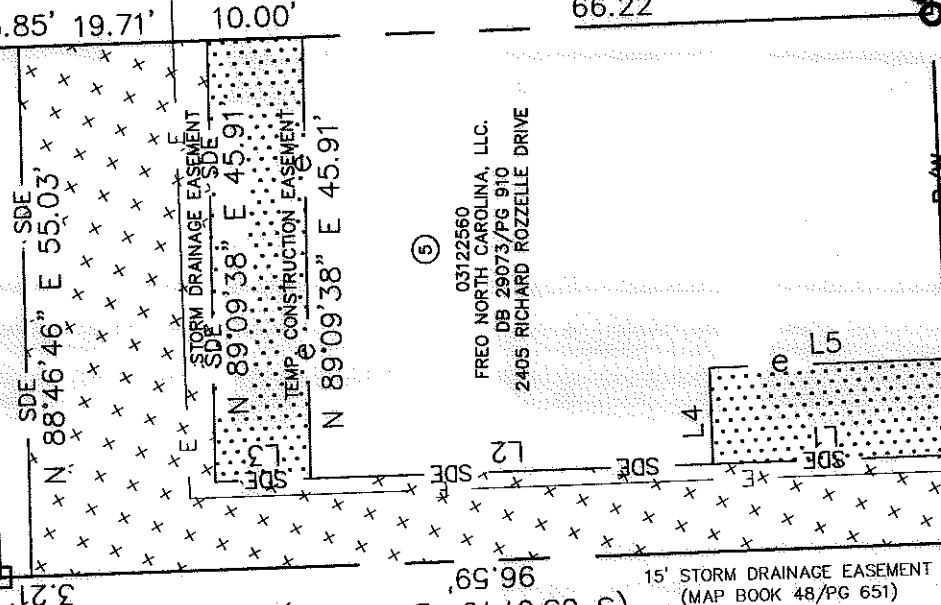 19.71'
10.00'
66.22
SDE
SDE
N 88°46'46" E 55.03'
STORM DRAINAGE EASEMENT
SDE
SDE
N 89°09'38" E 45.91'
TEMP. CONSTRUCTION EASEMENT
N 89°09'38" E 45.91'
E
E
5
03122560
FREO NORTH CAROLINA, LLC.
DB 29073/PG 910
2405 RICHARD ROZZELLE DRIVE
L5
L4
L3
SDE
L2
SDE
SDE
L1
SDE
E
E
3.21'
96.59'
15' STORM DRAINAGE EASEMENT
(MAP BOOK 48/PG 651)